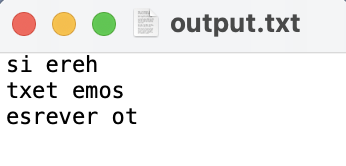 output.txt
si ereh
txet emos
esrever ot